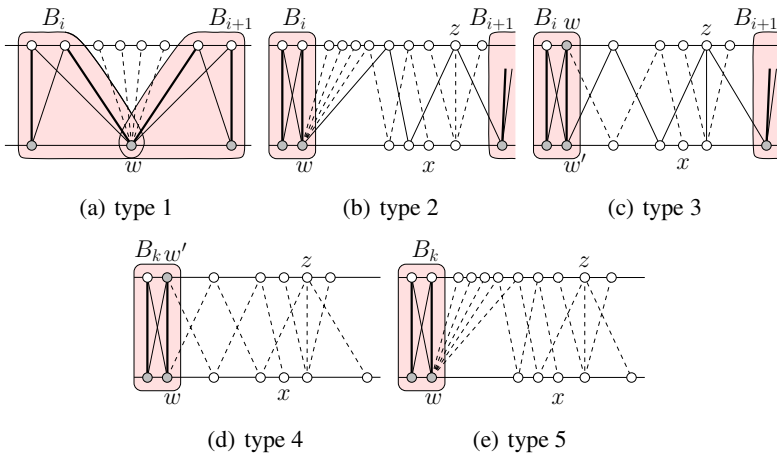 B_i B_{i+1} B_i z B_{i+1} B_i w z B_{i+1}
w w x w' x
(a) type 1 (b) type 2 (c) type 3
B_k w' z B_k z
w x w x
(d) type 4 (e) type 5